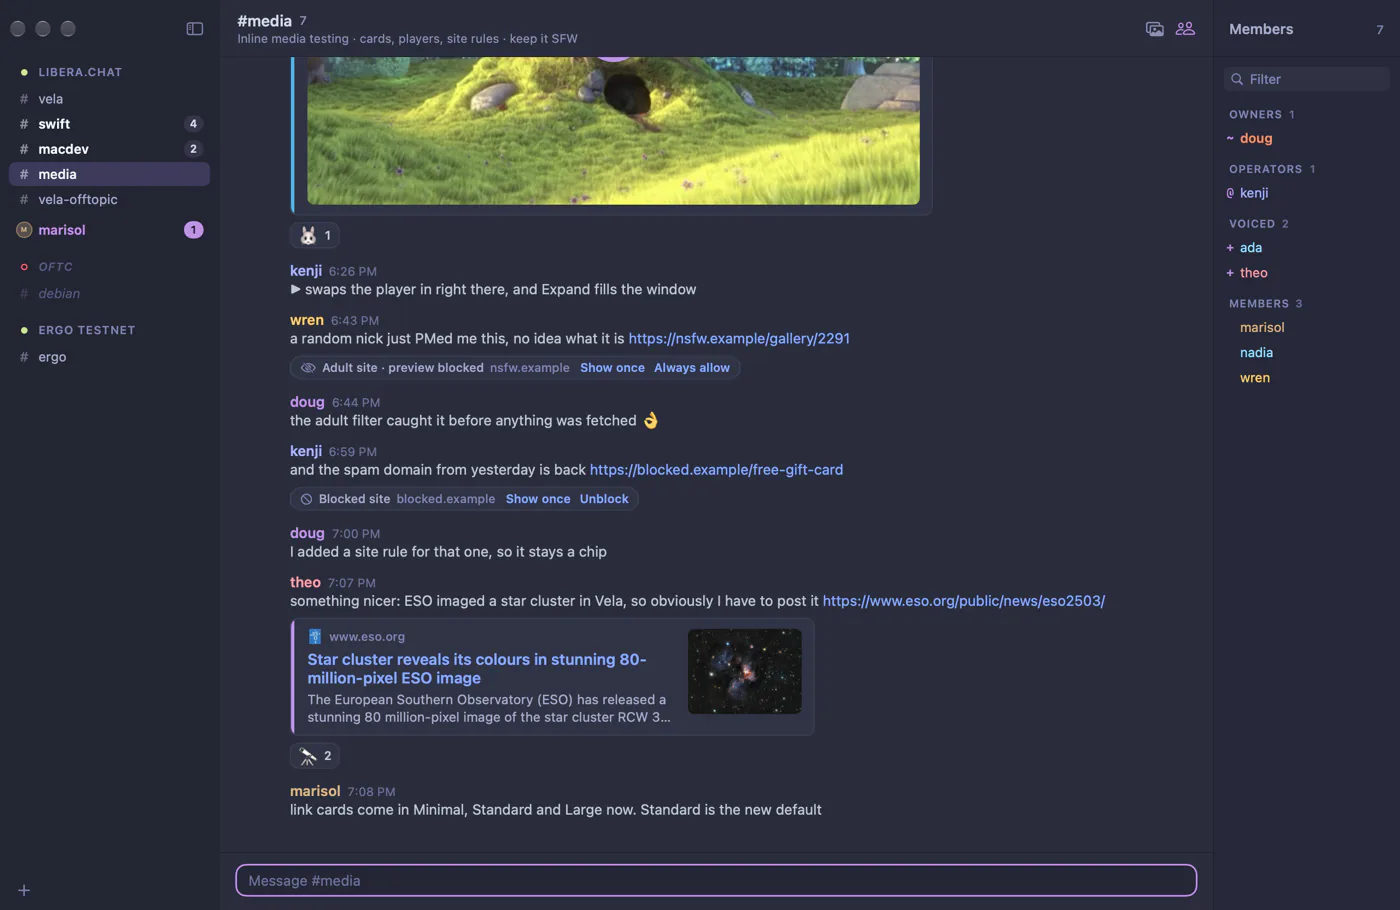 LIBERA.CHAT
# vela
# swift 4
# macdev 2
# media
# vela-offtopic
M marisol 1
OFTC
# debian
ERGO TESTNET
# ergo
+
#media 7
Inline media testing · cards, players, site rules · keep it SFW
🐰 1
kenji 6:26 PM
▶ swaps the player in right there, and Expand fills the window
wren 6:43 PM
a random nick just PMed me this, no idea what it is https://nsfw.example/gallery/2291
Adult site · preview blocked nsfw.example Show once Always allow
doug 6:44 PM
the adult filter caught it before anything was fetched 👌
kenji 6:59 PM
and the spam domain from yesterday is back https://blocked.example/free-gift-card
Blocked site blocked.example Show once Unblock
doug 7:00 PM
I added a site rule for that one, so it stays a chip
theo 7:07 PM
something nicer: ESO imaged a star cluster in Vela, so obviously I have to post it https://www.eso.org/public/news/eso2503/
www.eso.org
Star cluster reveals its colours in stunning 80-
million-pixel ESO image
The European Southern Observatory (ESO) has released a
stunning 80 million-pixel image of the star cluster RCW 3...
🔭 2
marisol 7:08 PM
link cards come in Minimal, Standard and Large now. Standard is the new default
Message #media
Members 7
Filter
OWNERS 1
~ doug
OPERATORS 1
@ kenji
VOICED 2
+ ada
+ theo
MEMBERS 3
marisol
nadia
wren